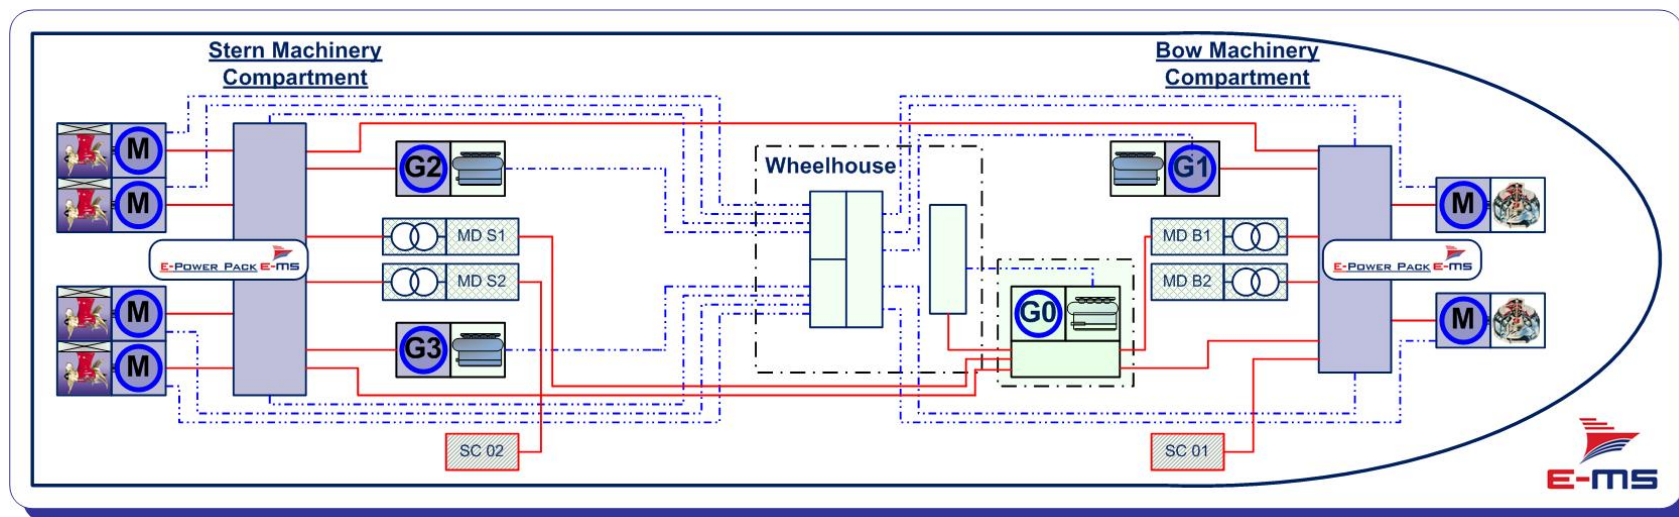 Stern Machinery
Compartment
Bow Machinery
Compartment
M
M
G2
Wheelhouse
G1
M
MD S1
MD B1
E-POWER PACK E-MS
E-POWER PACK E-MS
MD S2
MD B2
M
G3
G0
M
M
SC 02
SC 01
E-MS